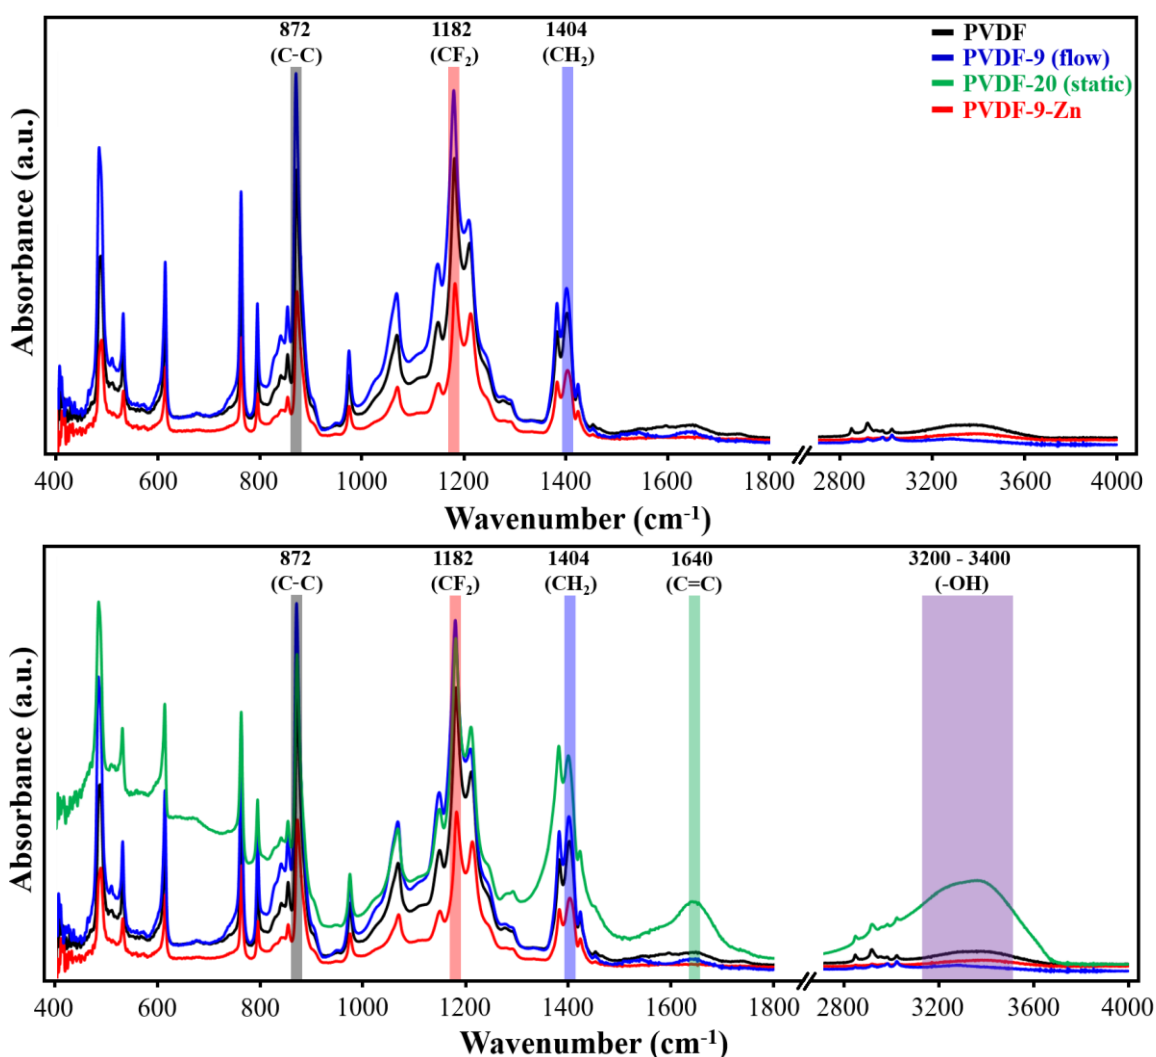 872 1182 1404
(C-C) (CF₂) (CH₂)
PVDF
PVDF-9 (flow)
PVDF-20 (static)
PVDF-9-Zn
Absorbance (a.u.)
400 600 800 1000 1200 1400 1600 1800 2800 3200 3600 4000
Wavenumber (cm⁻¹)
872 1182 1404 1640 3200 - 3400
(C-C) (CF₂) (CH₂) (C=C) (-OH)
Absorbance (a.u.)
400 600 800 1000 1200 1400 1600 1800 2800 3200 3600 4000
Wavenumber (cm⁻¹)